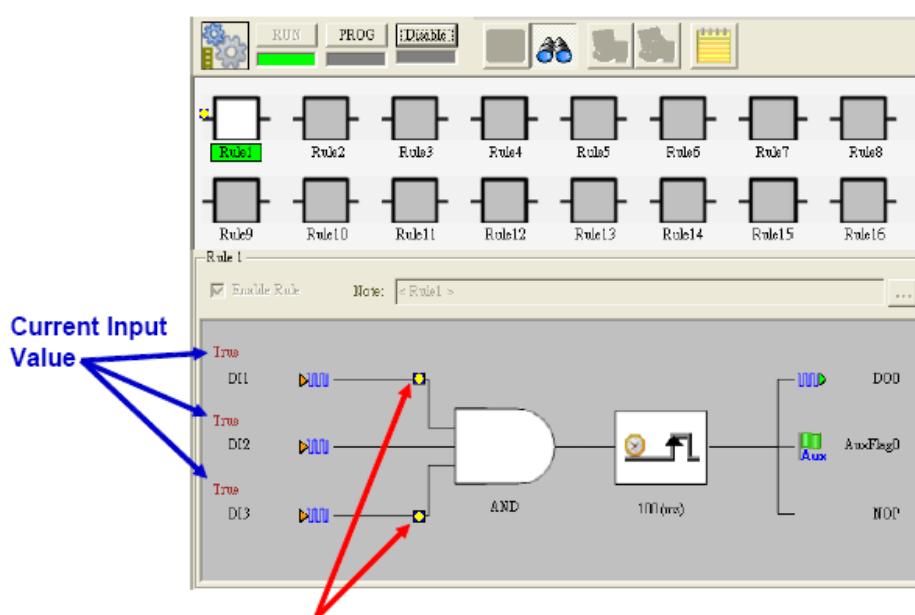 RUN PROG Disable
Rule1 Rule2 Rule3 Rule4 Rule5 Rule6 Rule7 Rule8
Rule9 Rule10 Rule11 Rule12 Rule13 Rule14 Rule15 Rule16
Rule 1
Enable Rule Note: < Rule1 > ...
Current Input
Value
True
DI1 DO0
True
DI2 Aux AuxFlag0
True
DI3 NOP
AND 100 (ms)